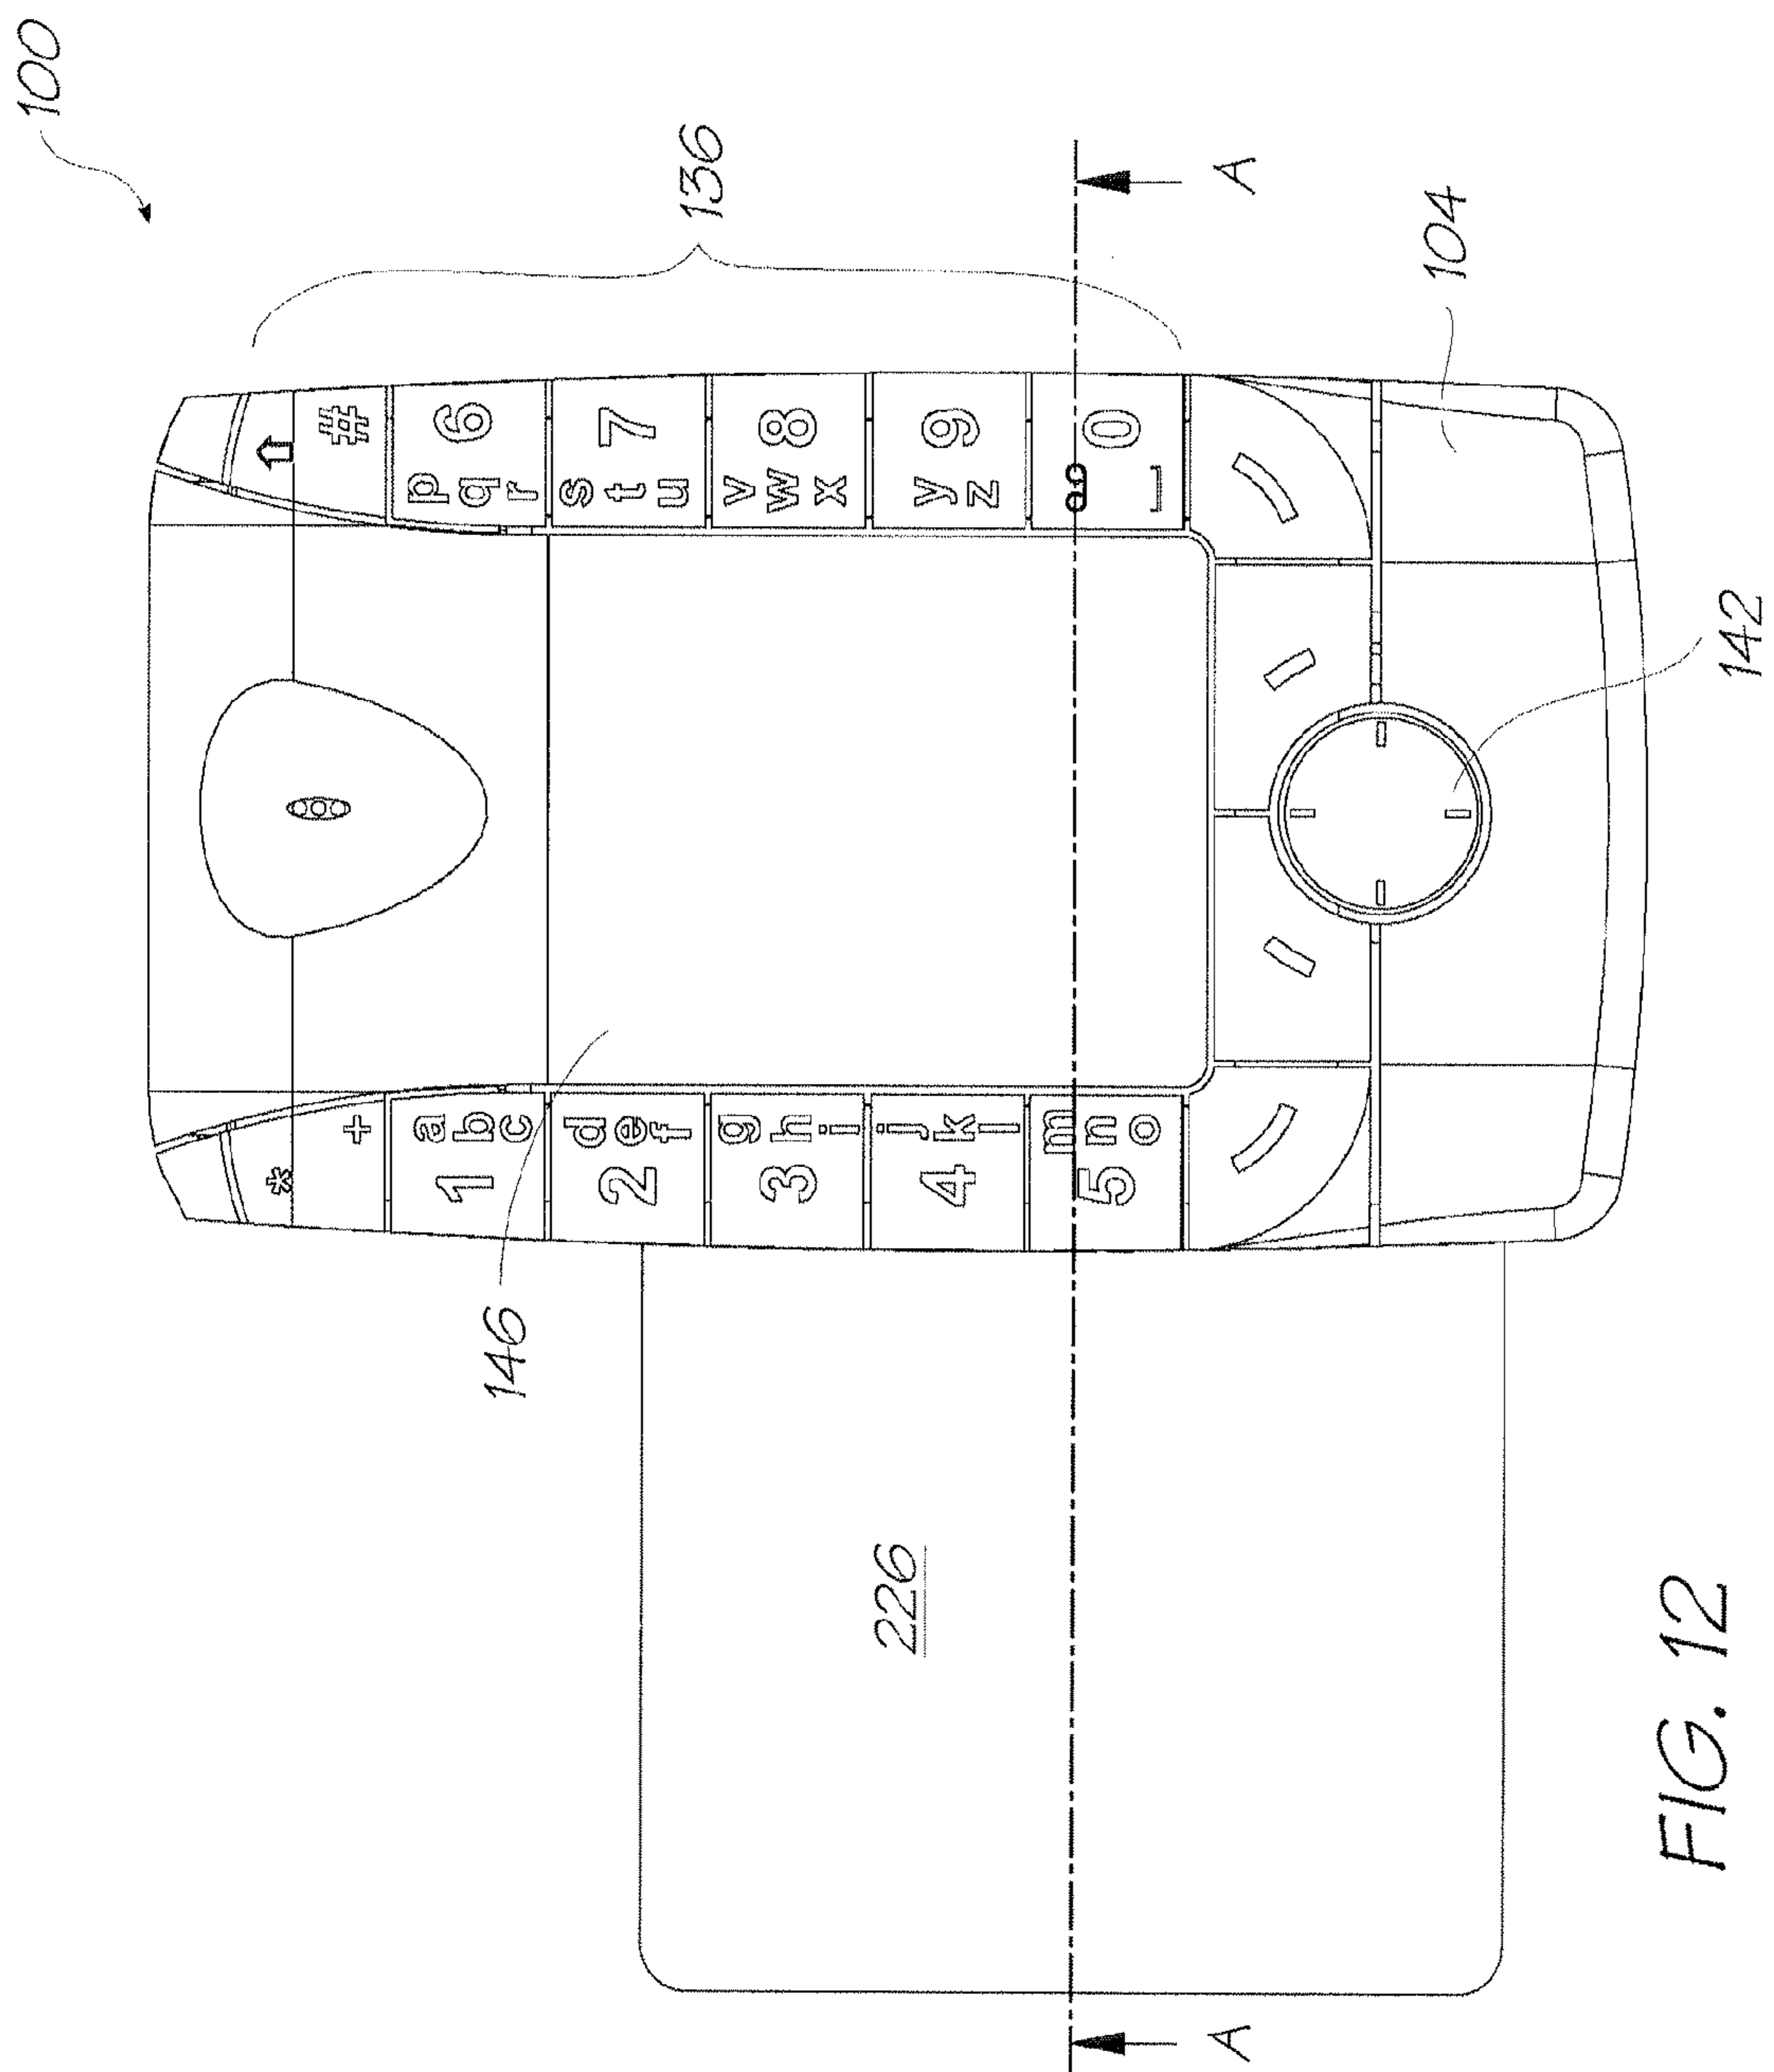 100
136
A
104
142
# 
p q r 6
s t u 7
v w x 8
y z 9
0
* +
1 a b c
2 d e f
3 g h i
4 j k l
5 m n o
146
226
A
FIG. 12